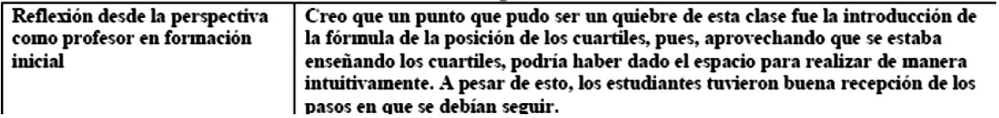 Reflexión desde la perspectiva
como profesor en formación
inicial
Creo que un punto que pudo ser un quiebre de esta clase fue la introducción de
la fórmula de la posición de los cuartiles, pues, aprovechando que se estaba
enseñando los cuartiles, podría haber dado el espacio para realizar de manera
intuitivamente. A pesar de esto, los estudiantes tuvieron buena recepción de los
pasos en que se debían seguir.